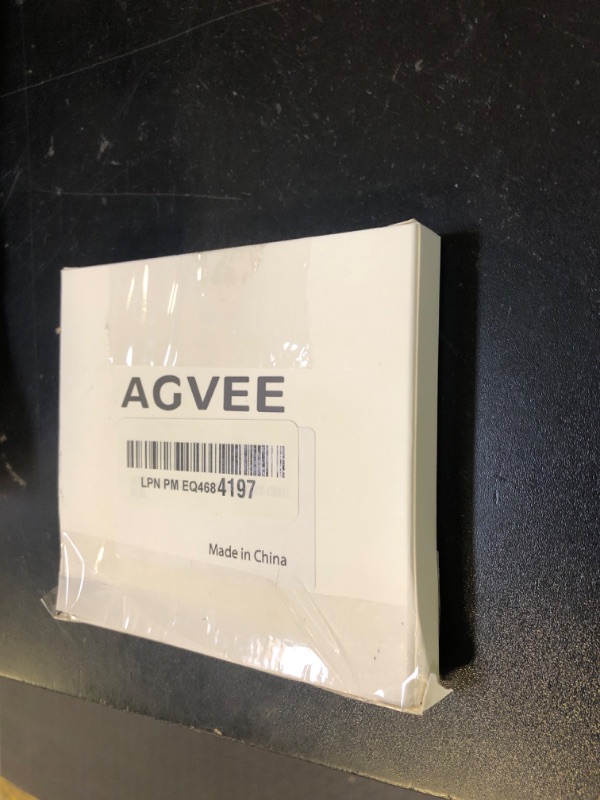 AGVEE
LPN PM EQ4684197
Made in China